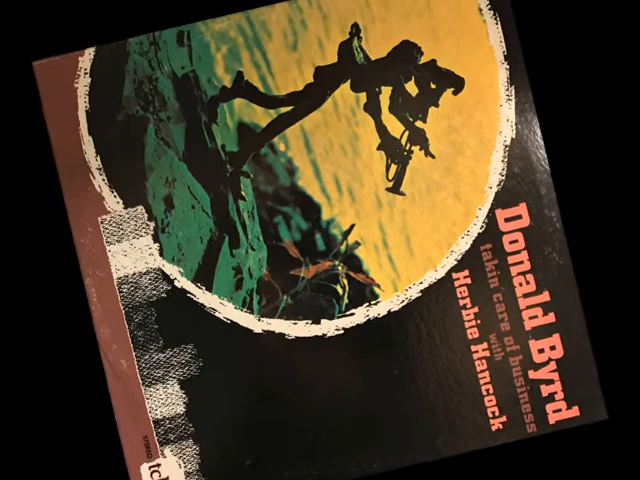 Donald Byrd
takin care of business
with
Herbie Hancock
STEREO